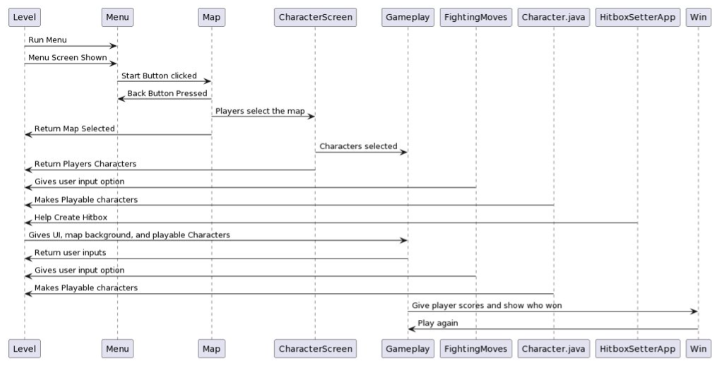 Level Menu Map CharacterScreen Gameplay FightingMoves Character.java HitboxSetterApp Win
Run Menu
Menu Screen Shown
Start Button clicked
Back Button Pressed
Players select the map
Return Map Selected
Characters selected
Return Players Characters
Gives user input option
Makes Playable characters
Help Create Hitbox
Gives UI, map background, and playable Characters
Return user inputs
Gives user input option
Makes Playable characters
Give player scores and show who won
Play again
Level Menu Map CharacterScreen Gameplay FightingMoves Character.java HitboxSetterApp Win